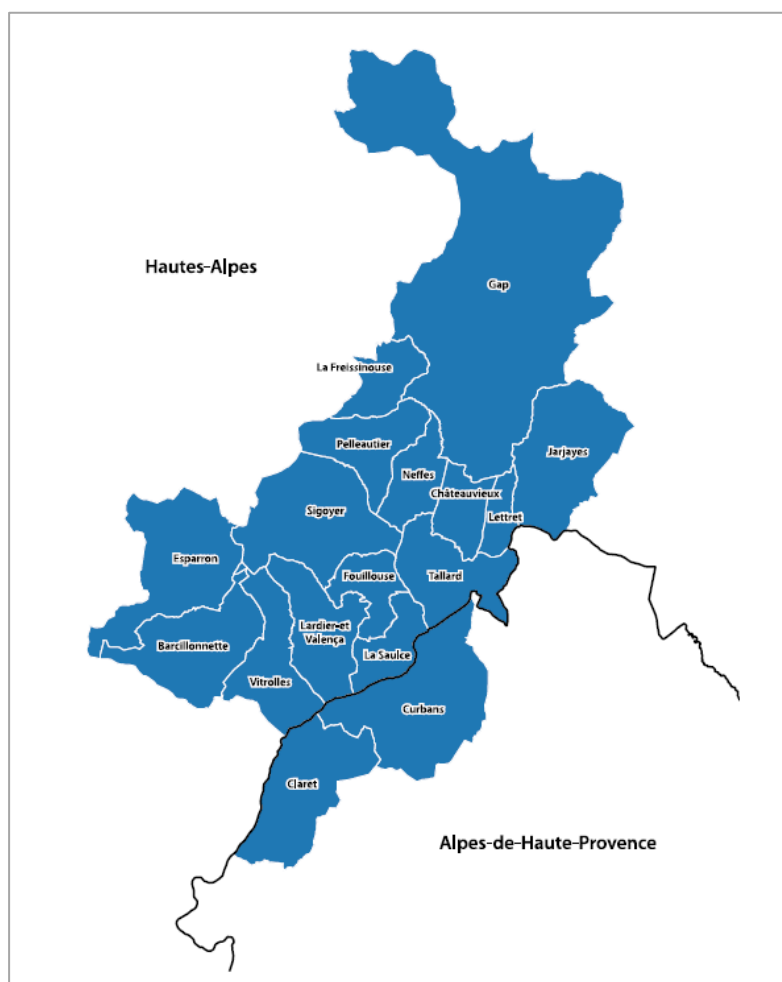 Hautes-Alpes
Gap
La Freissinouse
Pelleautier
Jarjayes
Neffes
Châteauvieux
Sigoyer
Lettret
Esparron
Fouillouse
Tallard
Lardier-et
Valença
Barcillonnette
La Saulce
Vitrolles
Curbans
Claret
Alpes-de-Haute-Provence